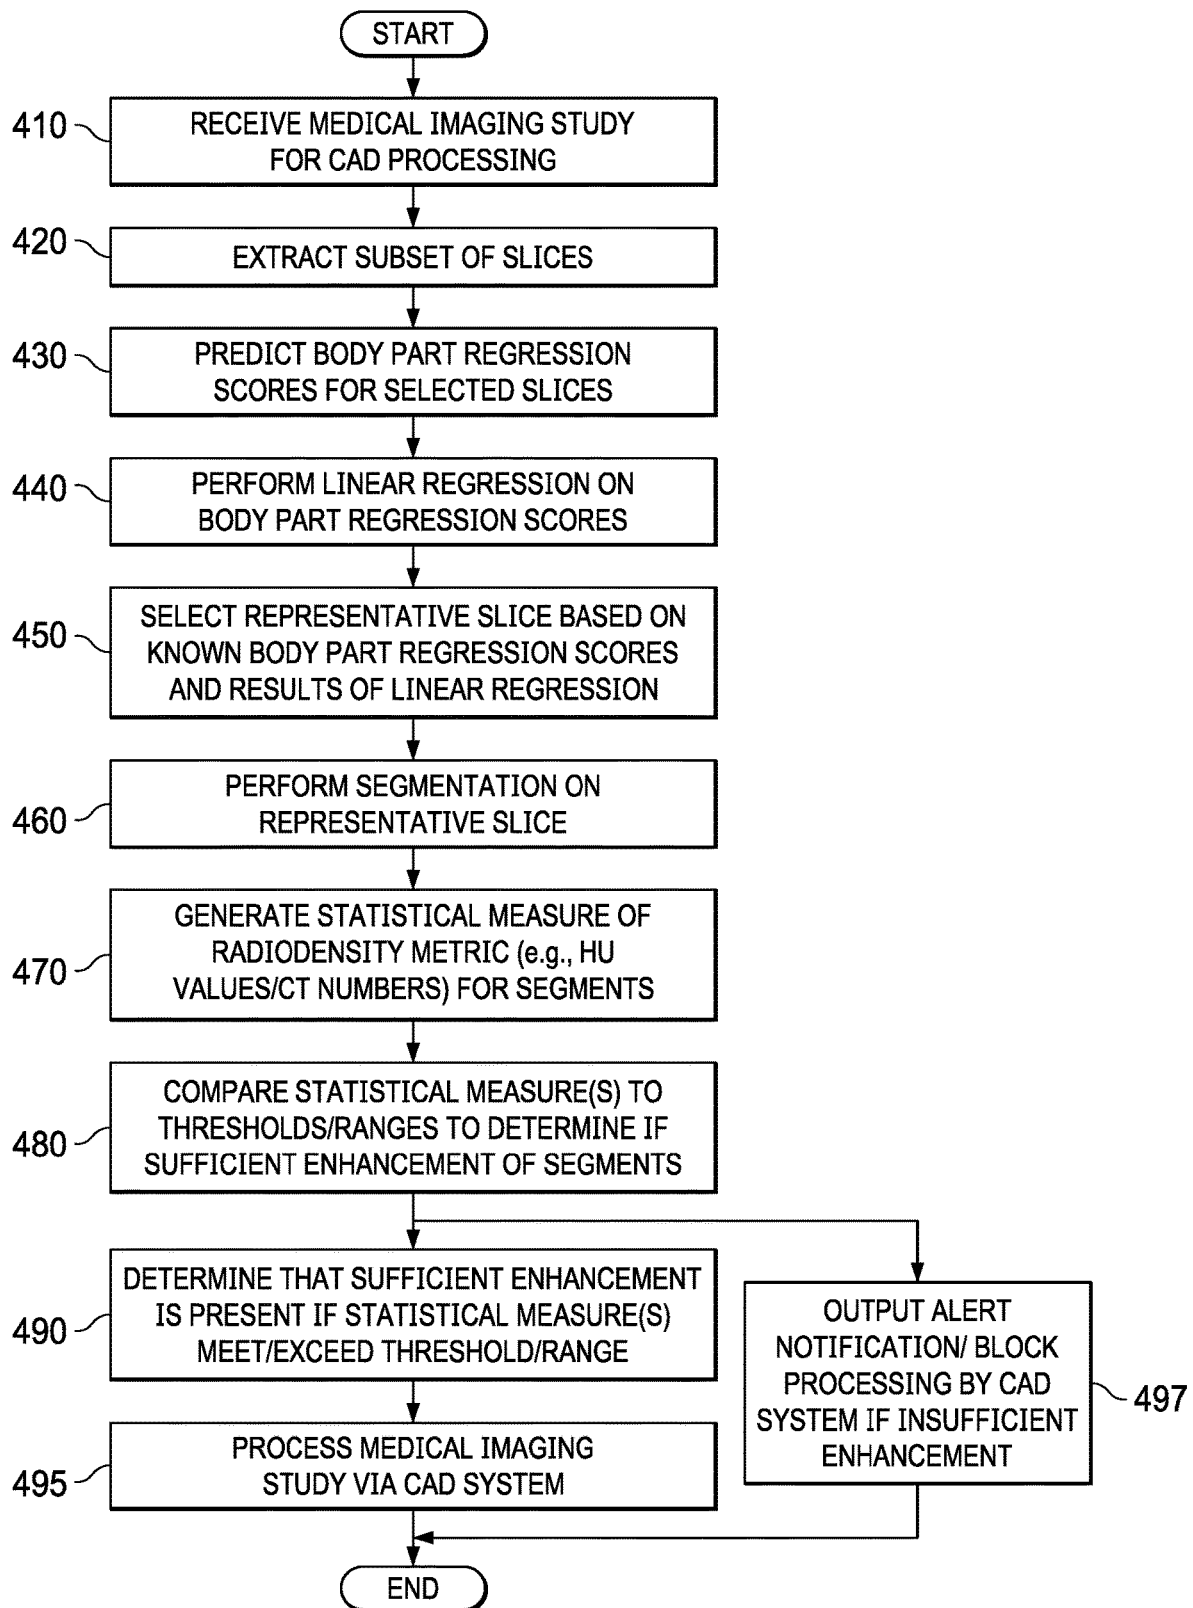 START
410
RECEIVE MEDICAL IMAGING STUDY
FOR CAD PROCESSING
420
EXTRACT SUBSET OF SLICES
430
PREDICT BODY PART REGRESSION
SCORES FOR SELECTED SLICES
440
PERFORM LINEAR REGRESSION ON
BODY PART REGRESSION SCORES
450
SELECT REPRESENTATIVE SLICE BASED ON
KNOWN BODY PART REGRESSION SCORES
AND RESULTS OF LINEAR REGRESSION
460
PERFORM SEGMENTATION ON
REPRESENTATIVE SLICE
470
GENERATE STATISTICAL MEASURE OF
RADIODENSITY METRIC (e.g., HU
VALUES/CT NUMBERS) FOR SEGMENTS
480
COMPARE STATISTICAL MEASURE(S) TO
THRESHOLDS/RANGES TO DETERMINE IF
SUFFICIENT ENHANCEMENT OF SEGMENTS
490
DETERMINE THAT SUFFICIENT ENHANCEMENT
IS PRESENT IF STATISTICAL MEASURE(S)
MEET/EXCEED THRESHOLD/RANGE
OUTPUT ALERT
NOTIFICATION/ BLOCK
PROCESSING BY CAD
SYSTEM IF INSUFFICIENT
ENHANCEMENT
497
495
PROCESS MEDICAL IMAGING
STUDY VIA CAD SYSTEM
END